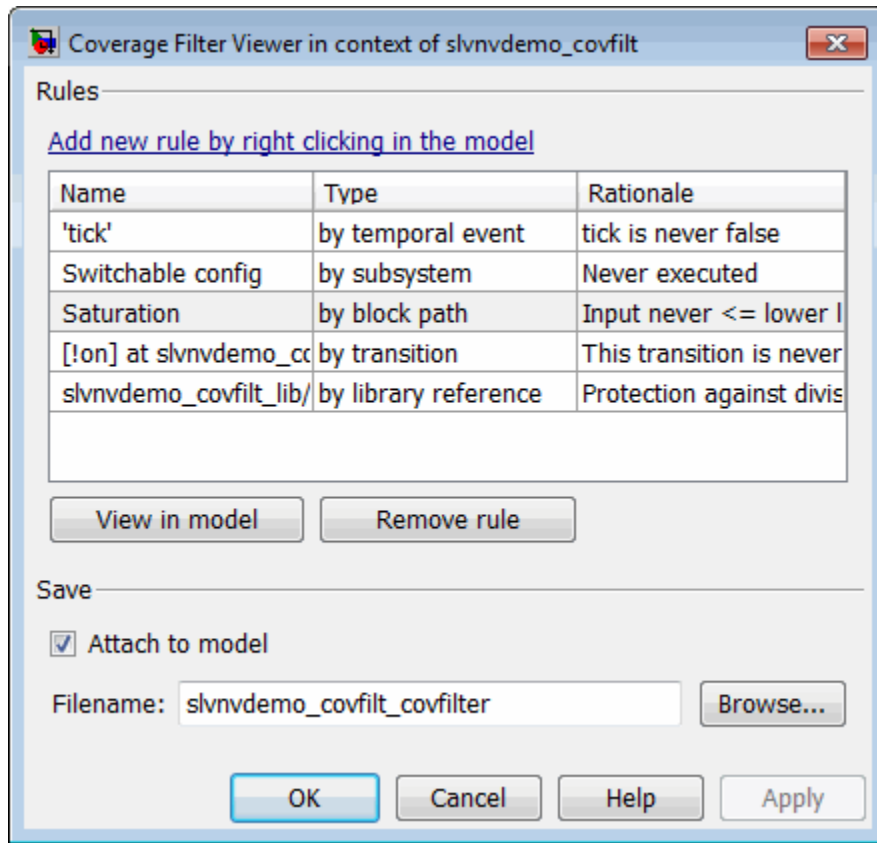 Coverage Filter Viewer in context of slvnvdemo_covfilt
Rules
Add new rule by right clicking in the model
Name Type Rationale
'tick' by temporal event tick is never false
Switchable config by subsystem Never executed
Saturation by block path Input never <= lower l
[!on] at slvnvdemo_cc by transition This transition is never
slvnvdemo_covfilt_lib/ by library reference Protection against divis
View in model Remove rule
Save
Attach to model
Filename: slvnvdemo_covfilt_covfilter Browse...
OK Cancel Help Apply